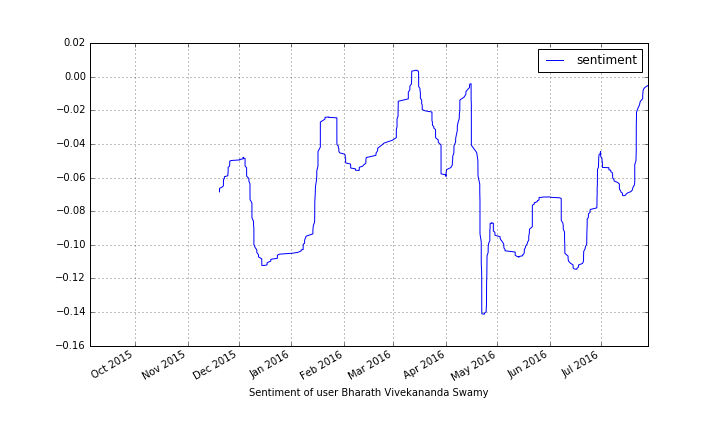 0.02
0.00
−0.02
−0.04
−0.06
−0.08
−0.10
−0.12
−0.14
−0.16
sentiment
Oct 2015
Nov 2015
Dec 2015
Jan 2016
Feb 2016
Mar 2016
Apr 2016
May 2016
Jun 2016
Jul 2016
Sentiment of user Bharath Vivekananda Swamy